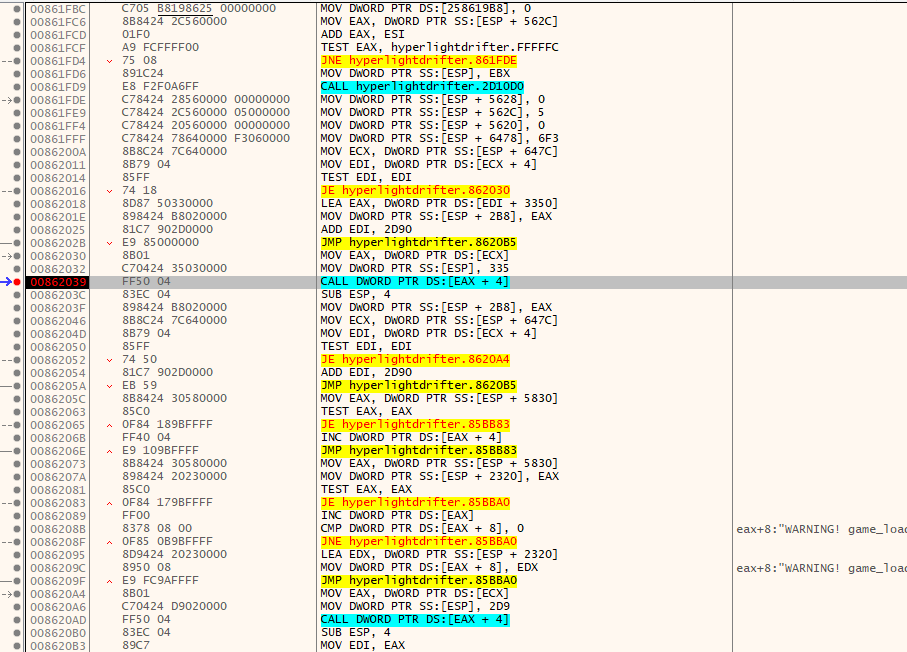 00861FBC C705 B8198625 00000000 MOV DWORD PTR DS:[258619B8], 0
00861FC6 8B8424 2C560000 MOV EAX, DWORD PTR SS:[ESP + 562C]
00861FCD 01F0 ADD EAX, ESI
00861FCF A9 FCFFFF00 TEST EAX, hyperlightdrifter.FFFFFC
00861FD4 75 08 JNE hyperlightdrifter.861FDE
00861FD6 891C24 MOV DWORD PTR SS:[ESP], EBX
00861FD9 E8 F2F0A6FF CALL hyperlightdrifter.2D10D0
00861FDE C78424 28560000 00000000 MOV DWORD PTR SS:[ESP + 5628], 0
00861FE9 C78424 2C560000 05000000 MOV DWORD PTR SS:[ESP + 562C], 5
00861FF4 C78424 20560000 00000000 MOV DWORD PTR SS:[ESP + 5620], 0
00861FFF C78424 78640000 F3060000 MOV DWORD PTR SS:[ESP + 6478], 6F3
0086200A 8B8C24 7C640000 MOV ECX, DWORD PTR SS:[ESP + 647C]
00862011 8B79 04 MOV EDI, DWORD PTR DS:[ECX + 4]
00862014 85FF TEST EDI, EDI
00862016 74 18 JE hyperlightdrifter.862030
00862018 8D87 50330000 LEA EAX, DWORD PTR DS:[EDI + 3350]
0086201E 898424 B8020000 MOV DWORD PTR SS:[ESP + 2B8], EAX
00862025 81C7 902D0000 ADD EDI, 2D90
0086202B E9 85000000 JMP hyperlightdrifter.8620B5
00862030 8B01 MOV EAX, DWORD PTR DS:[ECX]
00862032 C70424 35030000 MOV DWORD PTR SS:[ESP], 335
00862039 FF50 04 CALL DWORD PTR DS:[EAX + 4]
0086203C 83EC 04 SUB ESP, 4
0086203F 898424 B8020000 MOV DWORD PTR SS:[ESP + 2B8], EAX
00862046 8B8C24 7C640000 MOV ECX, DWORD PTR SS:[ESP + 647C]
0086204D 8B79 04 MOV EDI, DWORD PTR DS:[ECX + 4]
00862050 85FF TEST EDI, EDI
00862052 74 50 JE hyperlightdrifter.8620A4
00862054 81C7 902D0000 ADD EDI, 2D90
0086205A EB 59 JMP hyperlightdrifter.8620B5
0086205C 8B8424 30580000 MOV EAX, DWORD PTR SS:[ESP + 5830]
00862063 85C0 TEST EAX, EAX
00862065 0F84 189BFFFF JE hyperlightdrifter.85BB83
0086206B FF40 04 INC DWORD PTR DS:[EAX + 4]
0086206E E9 109BFFFF JMP hyperlightdrifter.85BB83
00862073 8B8424 30580000 MOV EAX, DWORD PTR SS:[ESP + 5830]
0086207A 898424 20230000 MOV DWORD PTR SS:[ESP + 2320], EAX
00862081 85C0 TEST EAX, EAX
00862083 0F84 179BFFFF JE hyperlightdrifter.85BBA0
00862089 FF00 INC DWORD PTR DS:[EAX]
0086208B 8378 08 00 CMP DWORD PTR DS:[EAX + 8], 0 eax+8:"WARNING! game_load
0086208F 0F85 0B9BFFFF JNE hyperlightdrifter.85BBA0
00862095 8D9424 20230000 LEA EDX, DWORD PTR SS:[ESP + 2320]
0086209C 8950 08 MOV DWORD PTR DS:[EAX + 8], EDX eax+8:"WARNING! game_load
0086209F E9 FC9AFFFF JMP hyperlightdrifter.85BBA0
008620A4 8B01 MOV EAX, DWORD PTR DS:[ECX]
008620A6 C70424 D9020000 MOV DWORD PTR SS:[ESP], 2D9
008620AD FF50 04 CALL DWORD PTR DS:[EAX + 4]
008620B0 83EC 04 SUB ESP, 4
008620B3 89C7 MOV EDI, EAX